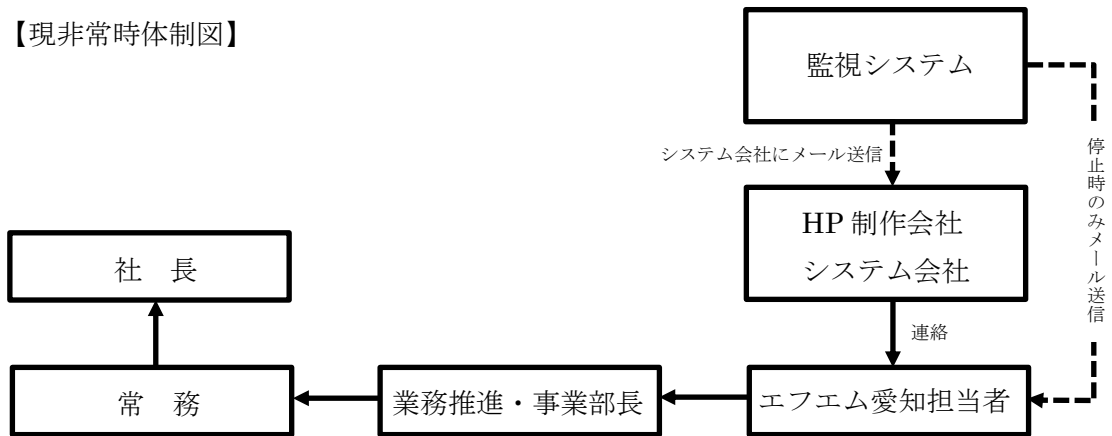 【現非常時体制図】
監視システム
システム会社にメール送信
停止時のみメール送信
HP 制作会社
システム会社
社　長
連絡
常　務
業務推進・事業部長
エフエム愛知担当者